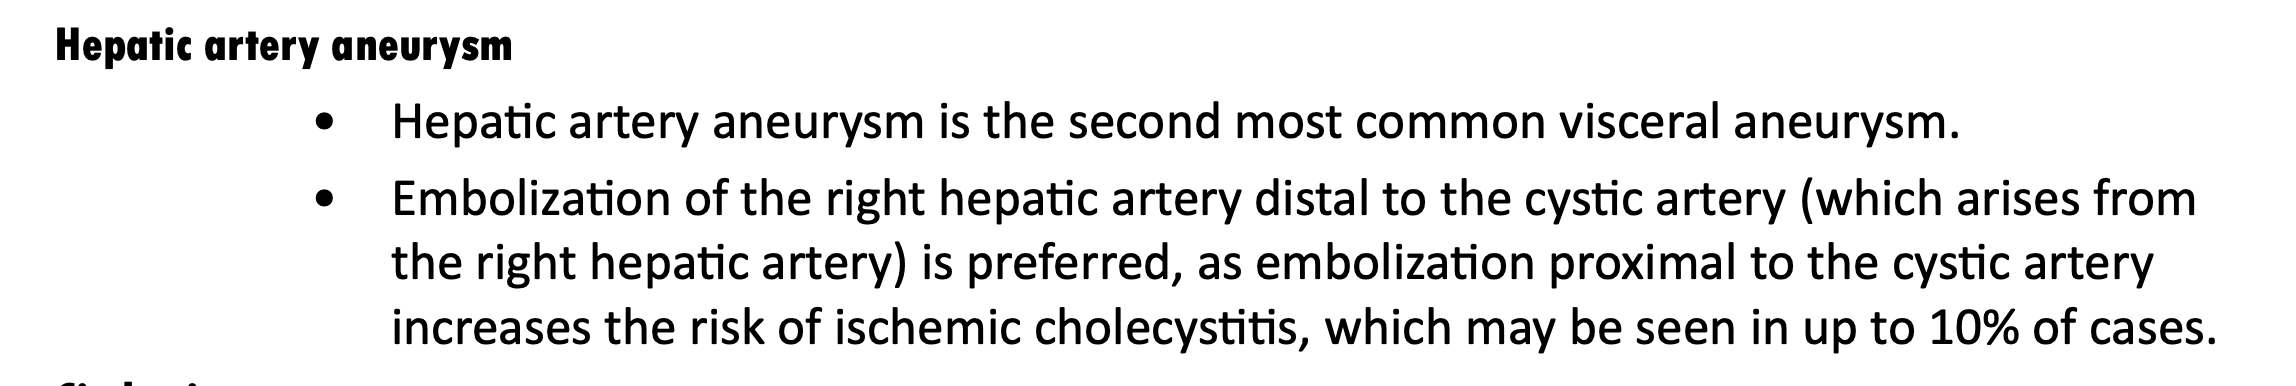 Hepatic artery aneurysm
• Hepatic artery aneurysm is the second most common visceral aneurysm.
• Embolization of the right hepatic artery distal to the cystic artery (which arises from
the right hepatic artery) is preferred, as embolization proximal to the cystic artery
increases the risk of ischemic cholecystitis, which may be seen in up to 10% of cases.